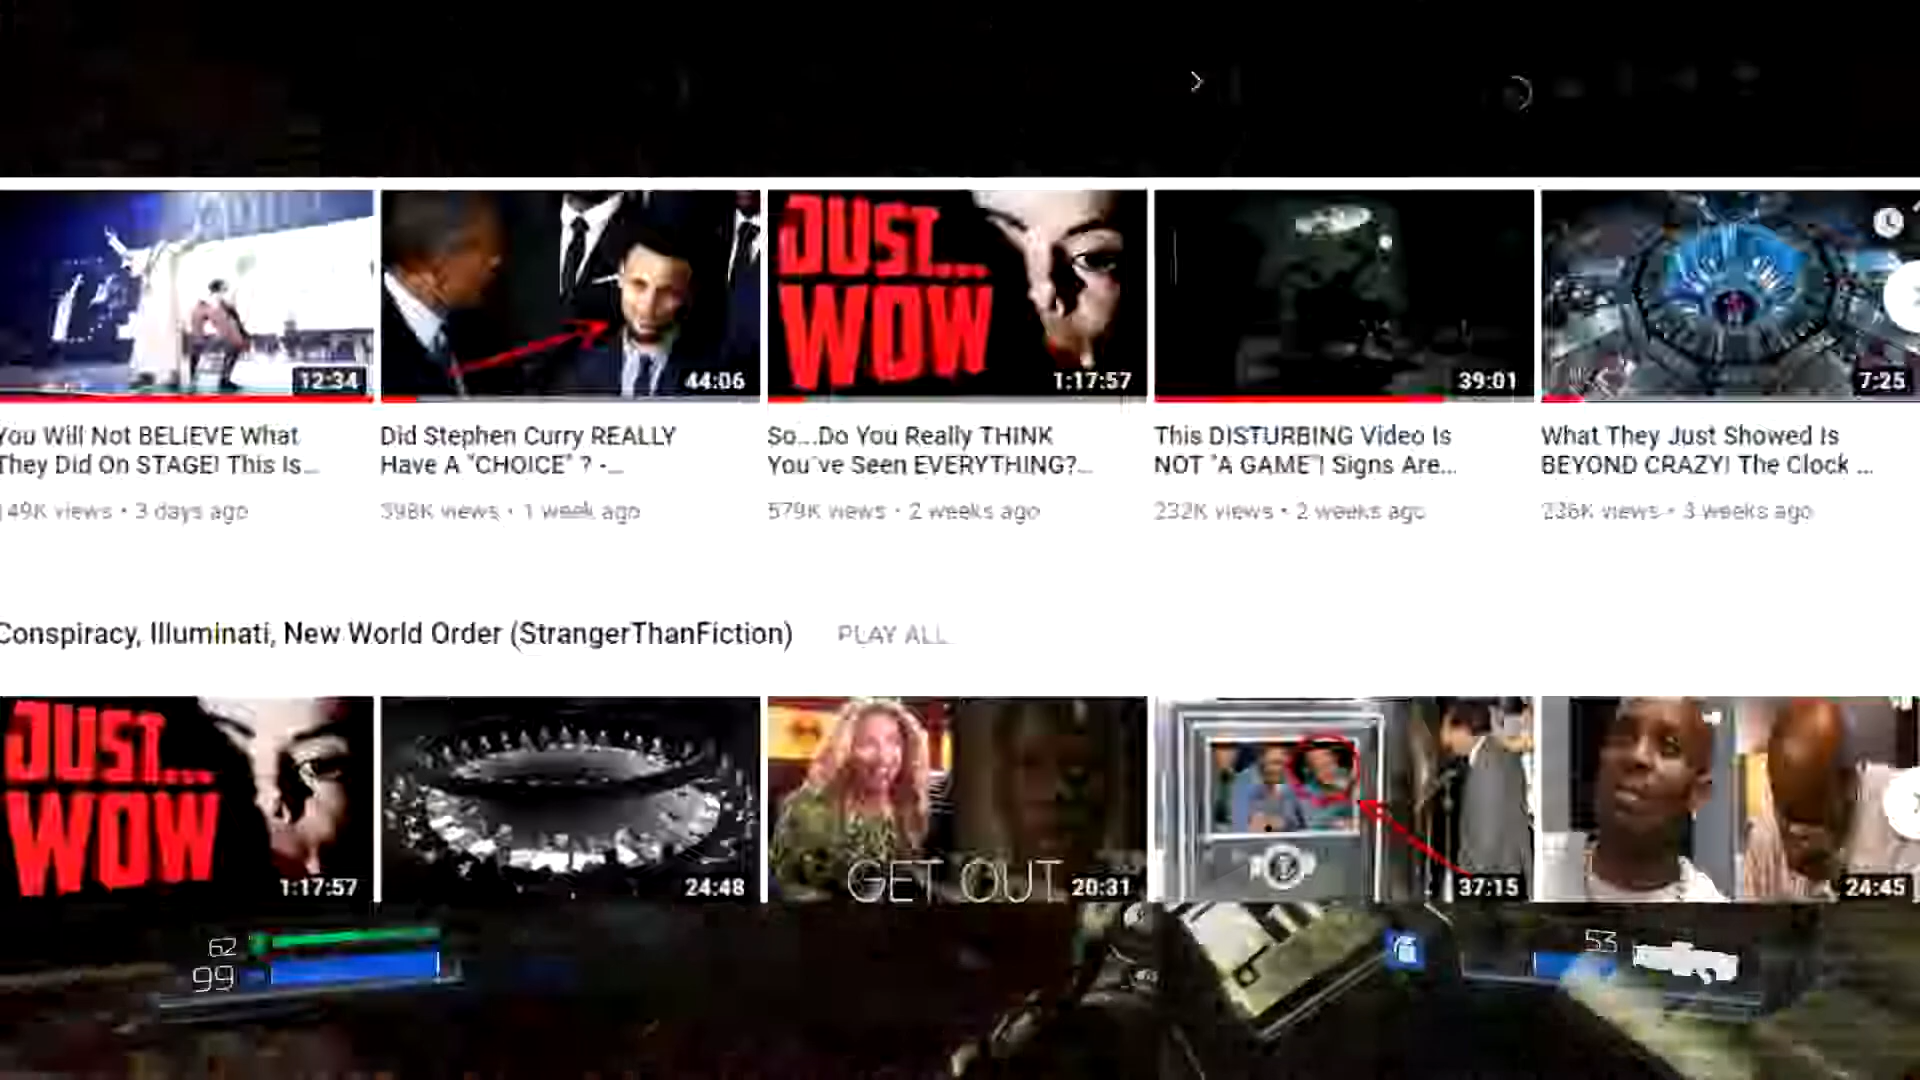 JUST...
WOW
12:34
44:06
1:17:57
39:01
7:25
You Will Not BELIEVE What
They Did On STAGE! This Is...
Did Stephen Curry REALLY
Have A "CHOICE" ? -...
So...Do You Really THINK
You've Seen EVERYTHING?...
This DISTURBING Video Is
NOT "A GAME"! Signs Are...
What They Just Showed Is
BEYOND CRAZY! The Clock ...
149K views • 3 days ago
398K views • 1 week ago
579K views • 2 weeks ago
232K views • 2 weeks ago
236K views • 3 weeks ago
Conspiracy, Illuminati, New World Order (StrangerThanFiction) PLAY ALL
JUST...
WOW
GET OUT
1:17:57
24:48
20:31
37:15
24:45
62
99
53